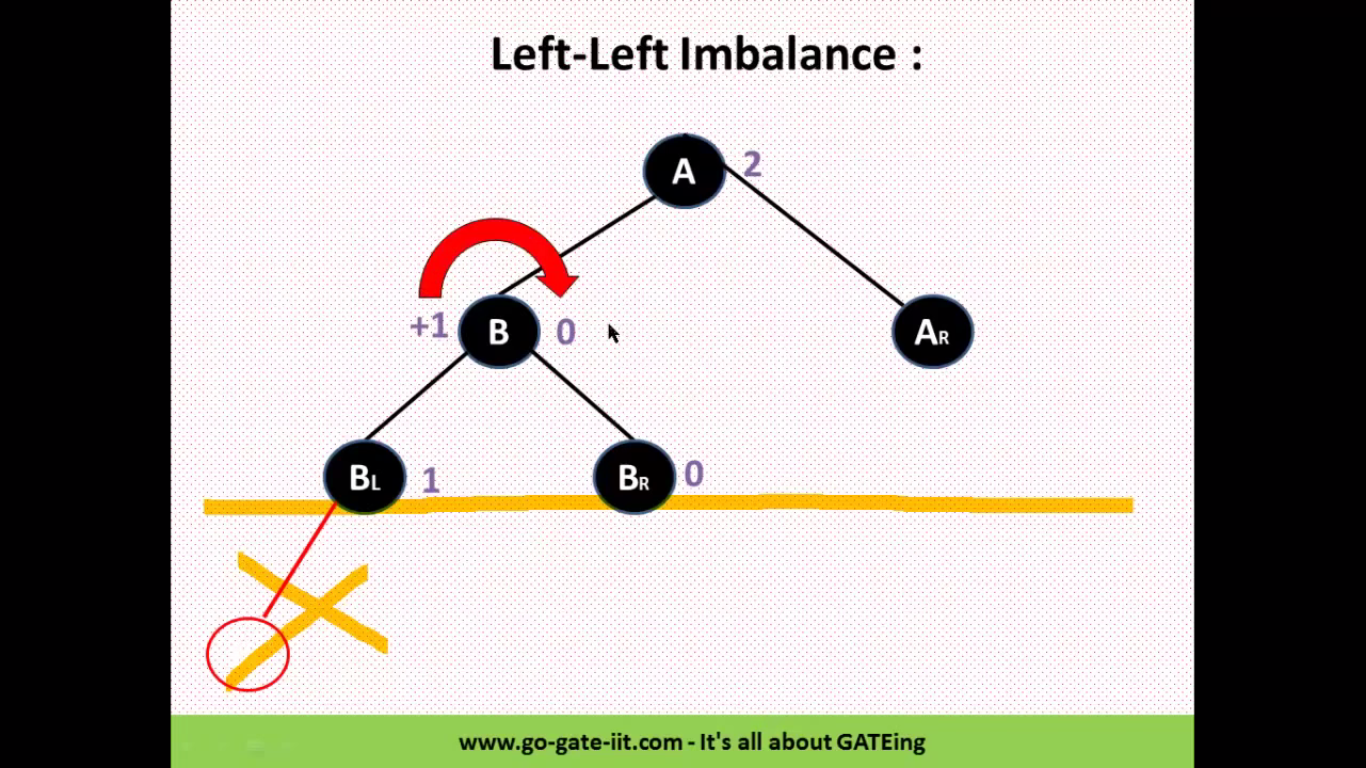 Left-Left Imbalance :
A 2
+1 B 0
AR
BL 1
BR 0
www.go-gate-iit.com - It's all about GATEing